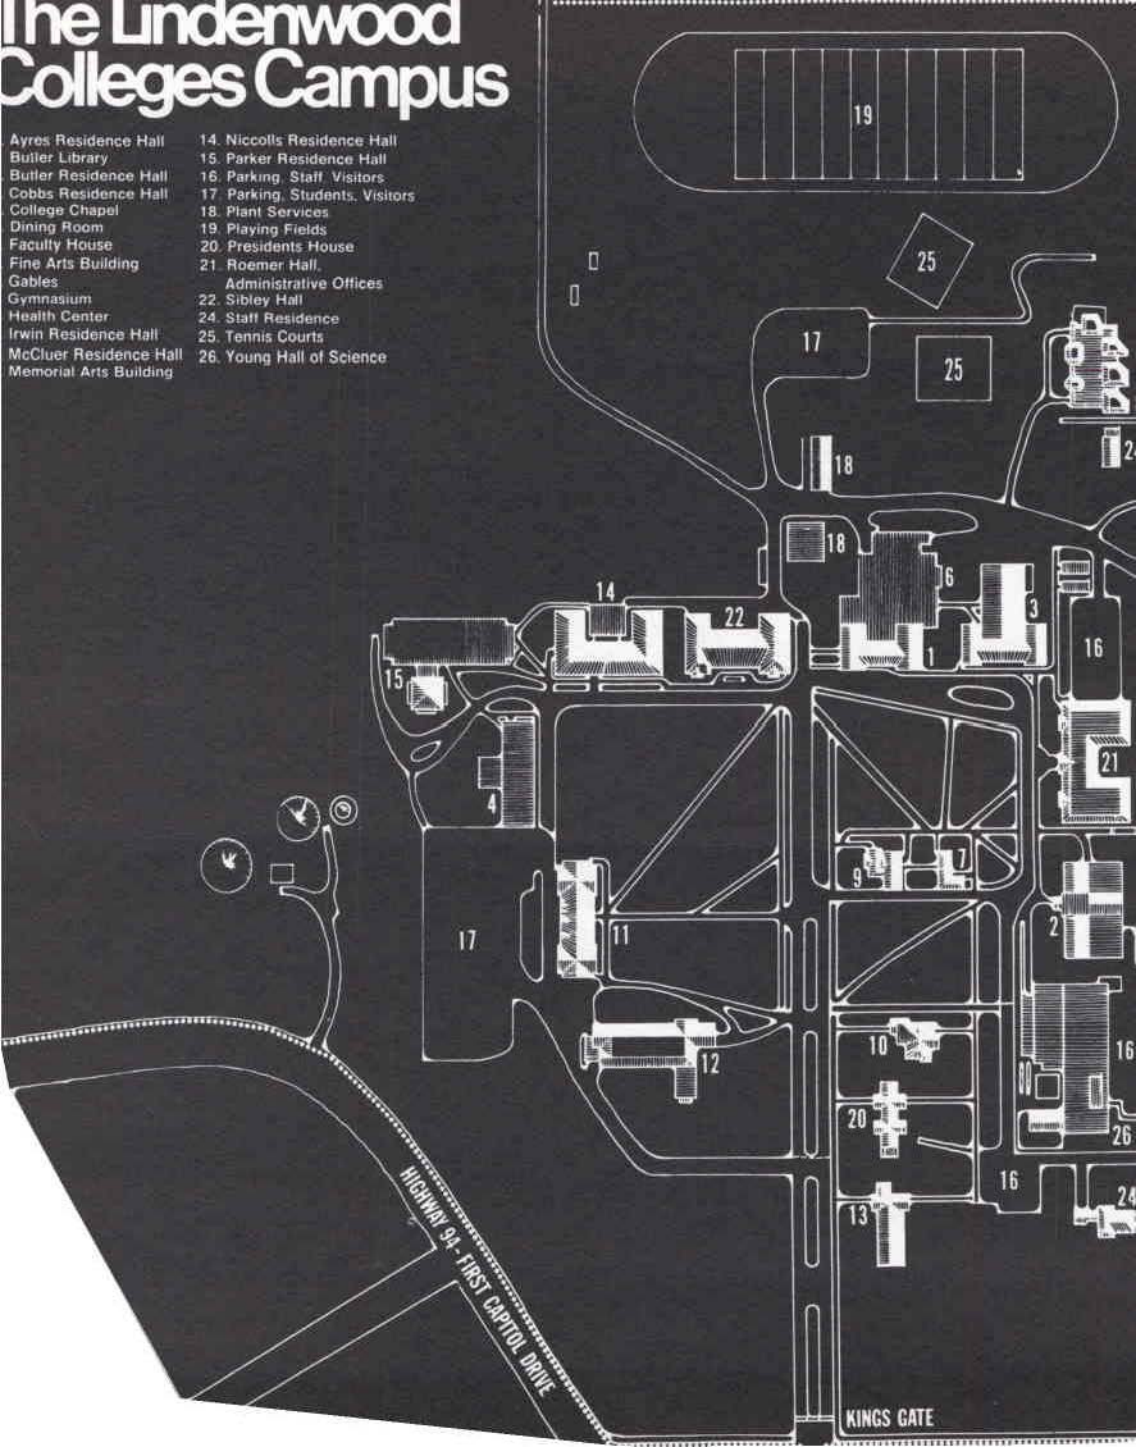 The Lindenwood
Colleges Campus
Ayres Residence Hall
Butler Library
Butler Residence Hall
Cobbs Residence Hall
College Chapel
Dining Room
Faculty House
Fine Arts Building
Gables
Gymnasium
Health Center
Irwin Residence Hall
McCluer Residence Hall
Memorial Arts Building
14. Niccolls Residence Hall
15. Parker Residence Hall
16. Parking, Staff, Visitors
17. Parking, Students, Visitors
18. Plant Services
19. Playing Fields
20. Presidents House
21. Roemer Hall,
Administrative Offices
22. Sibley Hall
24. Staff Residence
25. Tennis Courts
26. Young Hall of Science
19
25
17
25
24
18
18
6
14
22
3
1
16
15
21
4
9
7
2
17
11
10
16
12
20
26
16
24
13
HIGHWAY 94 - FIRST CAPITOL DRIVE
KINGS GATE